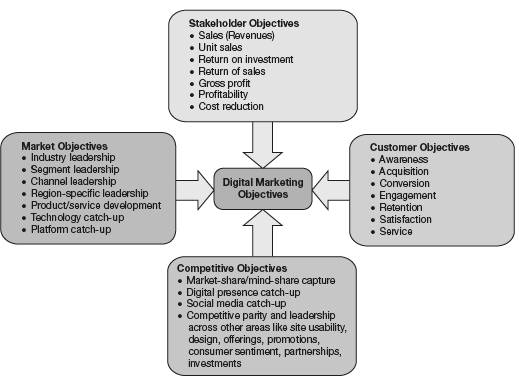 Stakeholder Objectives
• Sales (Revenues)
• Unit sales
• Return on investment
• Return of sales
• Gross profit
• Profitability
• Cost reduction
Market Objectives
• Industry leadership
• Segment leadership
• Channel leadership
• Region-specific leadership
• Product/service development
• Technology catch-up
• Platform catch-up
Digital Marketing
Objectives
Customer Objectives
• Awareness
• Acquisition
• Conversion
• Engagement
• Retention
• Satisfaction
• Service
Competitive Objectives
• Market-share/mind-share capture
• Digital presence catch-up
• Social media catch-up
• Competitive parity and leadership
across other areas like site usability,
design, offerings, promotions,
consumer sentiment, partnerships,
investments